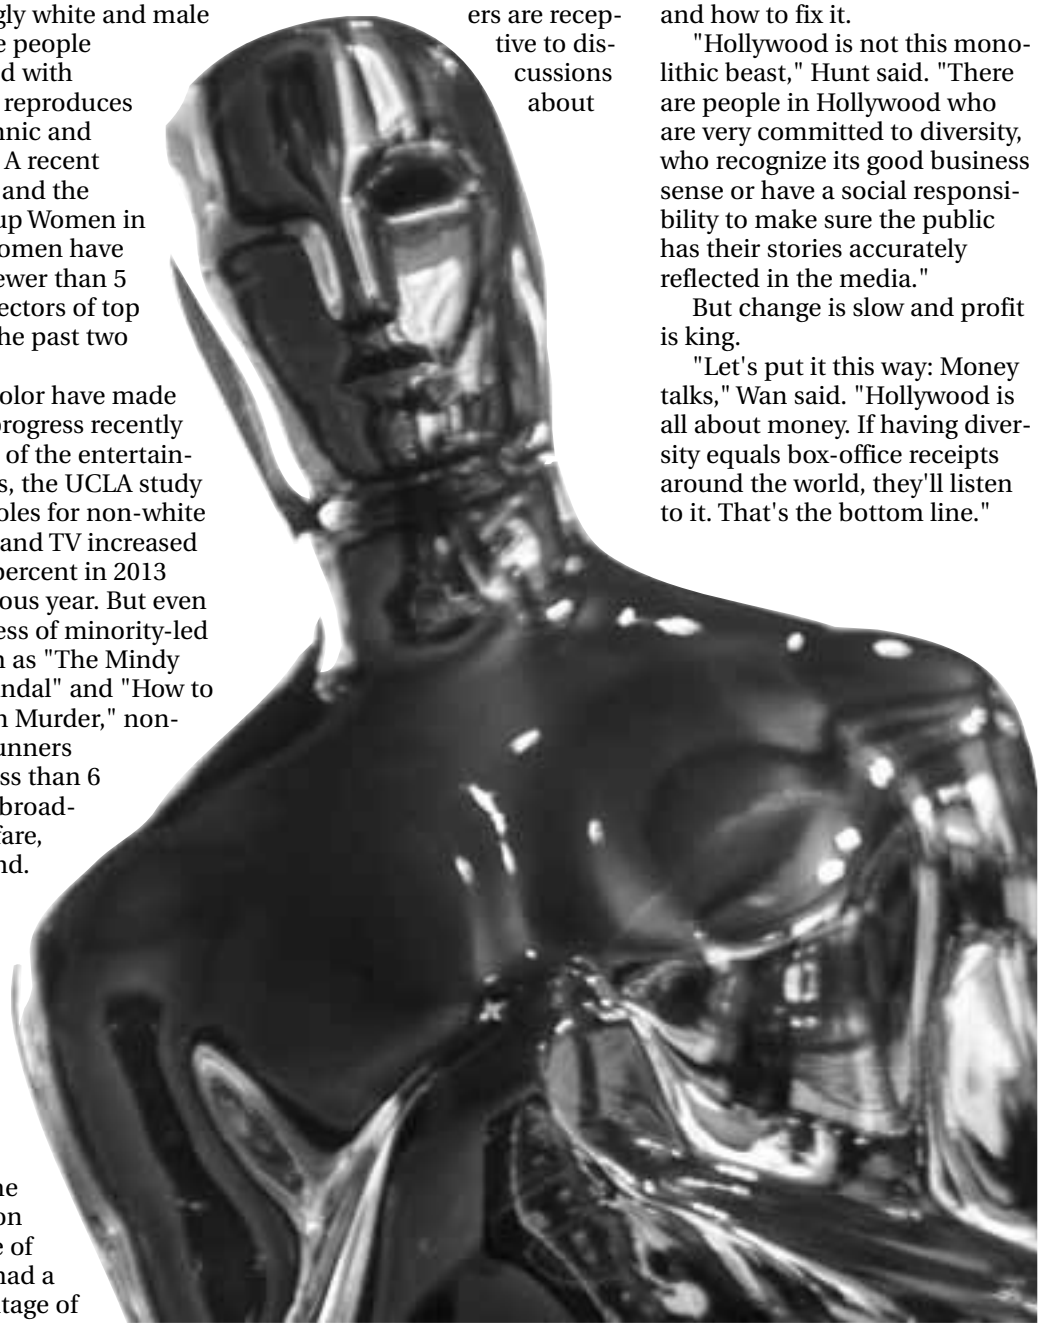 gly white and male
e people
d with
reproduces
nnic and
A recent
and the
up Women in
omen have
ewer than 5
ectors of top
he past two
olor have made
progress recently
of the entertain-
s, the UCLA study
oles for non-white
and TV increased
percent in 2013
ous year. But even
ess of minority-led
n as "The Mindy
ndal" and "How to
h Murder," non-
unners
ss than 6
broad-
fare,
nd.
ne
on
e of
had a
tage of
ers are recep-
tive to dis-
cussions
about
and how to fix it.
"Hollywood is not this mono-
lithic beast," Hunt said. "There
are people in Hollywood who
are very committed to diversity,
who recognize its good business
sense or have a social responsi-
bility to make sure the public
has their stories accurately
reflected in the media."
But change is slow and profit
is king.
"Let's put it this way: Money
talks," Wan said. "Hollywood is
all about money. If having diver-
sity equals box-office receipts
around the world, they'll listen
to it. That's the bottom line."